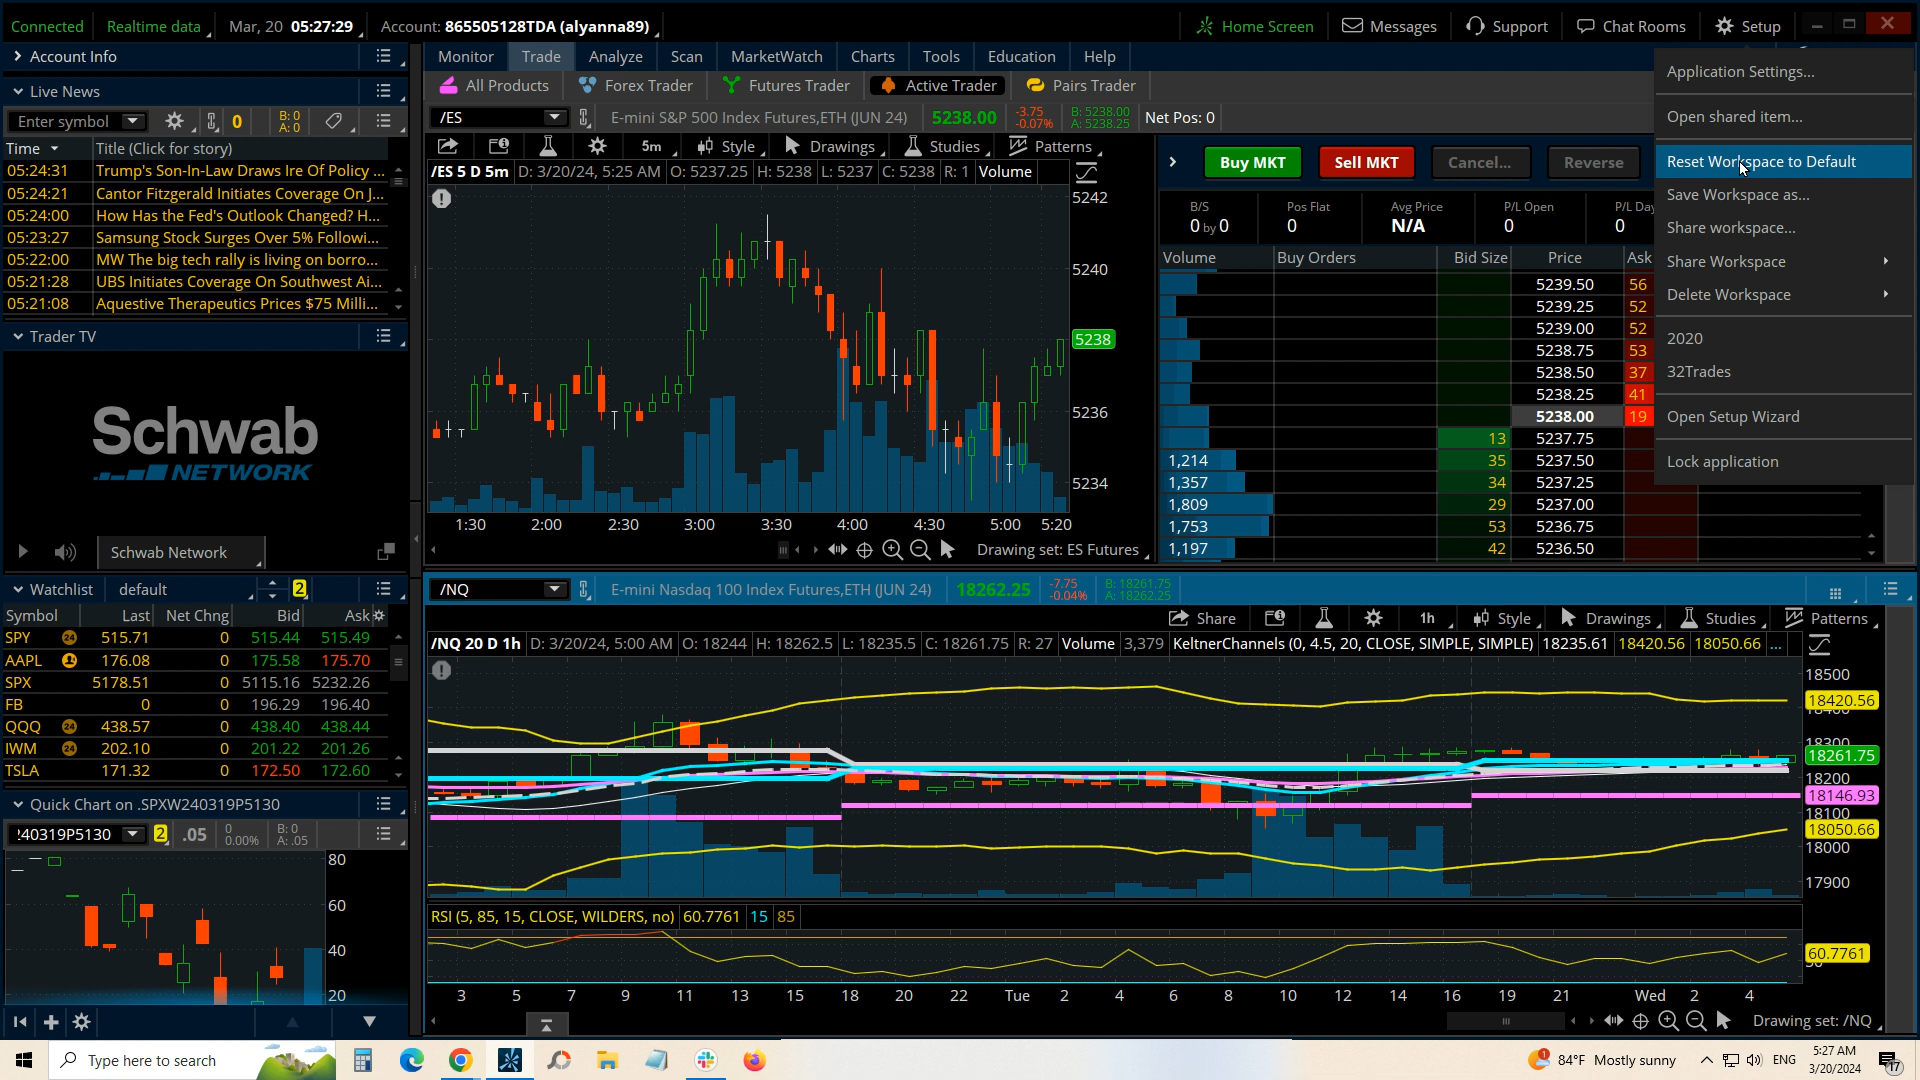 Connected Realtime data Mar, 20 05:27:29 Account: 865505128TDA (alyanna89) Home Screen Messages Support Chat Rooms Setup
Account Info
Live News
Enter symbol 0 B: 0 A: 0
Time Title (Click for story)
05:24:31 Trump's Son-In-Law Draws Ire Of Policy ...
05:24:21 Cantor Fitzgerald Initiates Coverage On J...
05:24:00 How Has the Fed's Outlook Changed? H...
05:23:27 Samsung Stock Surges Over 5% Followi...
05:22:00 MW The big tech rally is living on borro...
05:21:28 UBS Initiates Coverage On Southwest Ai...
05:21:08 Aquestive Therapeutics Prices $75 Milli...
Trader TV
Schwab
NETWORK
Schwab Network
Watchlist default 2
Symbol Last Net Chng Bid Ask
SPY 24 515.71 0 515.44 515.49
AAPL 176.08 0 175.58 175.70
SPX 5178.51 0 5115.16 5232.26
FB 0 196.29 196.40
QQQ 24 438.57 0 438.40 438.44
IWM 24 202.10 0 201.22 201.26
TSLA 171.32 0 172.50 172.60
Quick Chart on .SPXW240319P5130
240319P5130 2 .05 0 0.00% B: 0 A: .05
80
60
40
20
Monitor Trade Analyze Scan MarketWatch Charts Tools Education Help
All Products Forex Trader Futures Trader Active Trader Pairs Trader
/ES E-mini S&P 500 Index Futures,ETH (JUN 24) 5238.00 -3.75 -0.07% B: 5238.00 A: 5238.25 Net Pos: 0
5m Style Drawings Studies Patterns
/ES 5 D 5m D: 3/20/24, 5:25 AM O: 5237.25 H: 5238 L: 5237 C: 5238 R: 1 Volume
5242
5240
5238
5236
5234
1:30 2:00 2:30 3:00 3:30 4:00 4:30 5:00 5:20
Drawing set: ES Futures
Buy MKT Sell MKT Cancel... Reverse
B/S Pos Flat Avg Price P/L Open P/L Day
0 by 0 0 N/A 0 0
Volume Buy Orders Bid Size Price Ask
5239.50 56
5239.25 52
5239.00 52
5238.75 53
5238.50 37
5238.25 41
5238.00 19
13 5237.75
1,214 35 5237.50
1,357 34 5237.25
1,809 29 5237.00
1,753 53 5236.75
1,197 42 5236.50
Application Settings...
Open shared item...
Reset Workspace to Default
Save Workspace as...
Share workspace...
Share Workspace
Delete Workspace
2020
32Trades
Open Setup Wizard
Lock application
/NQ E-mini Nasdaq 100 Index Futures,ETH (JUN 24) 18262.25 -7.75 -0.04% B: 18261.75 A: 18262.25
Share 1h Style Drawings Studies Patterns
/NQ 20 D 1h D: 3/20/24, 5:00 AM O: 18244 H: 18262.5 L: 18235.5 C: 18261.75 R: 27 Volume 3,379 KeltnerChannels (0, 4.5, 20, CLOSE, SIMPLE, SIMPLE) 18235.61 18420.56 18050.66 ...
18500
18420.56
18400
18300
18261.75
18200
18146.93
18100
18050.66
18000
17900
RSI (5, 85, 15, CLOSE, WILDERS, no) 60.7761 15 85
60.7761
3 5 7 9 11 13 15 18 20 22 Tue 2 4 6 8 10 12 14 16 19 21 Wed 2 4
Drawing set: /NQ
Type here to search 84°F Mostly sunny ENG 5:27 AM 3/20/2024 17